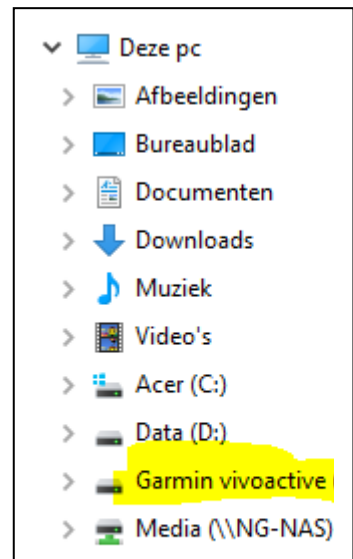 Deze pc
Afbeeldingen
Bureaublad
Documenten
Downloads
Muziek
Video's
Acer (C:)
Data (D:)
Garmin vivoactive (
Media (\\NG-NAS)